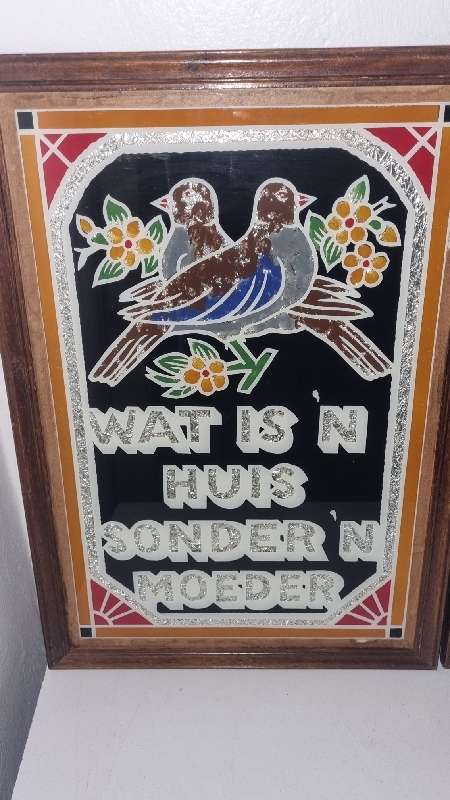 WAT IS 'N
HUIS
SONDER 'N
MOEDER